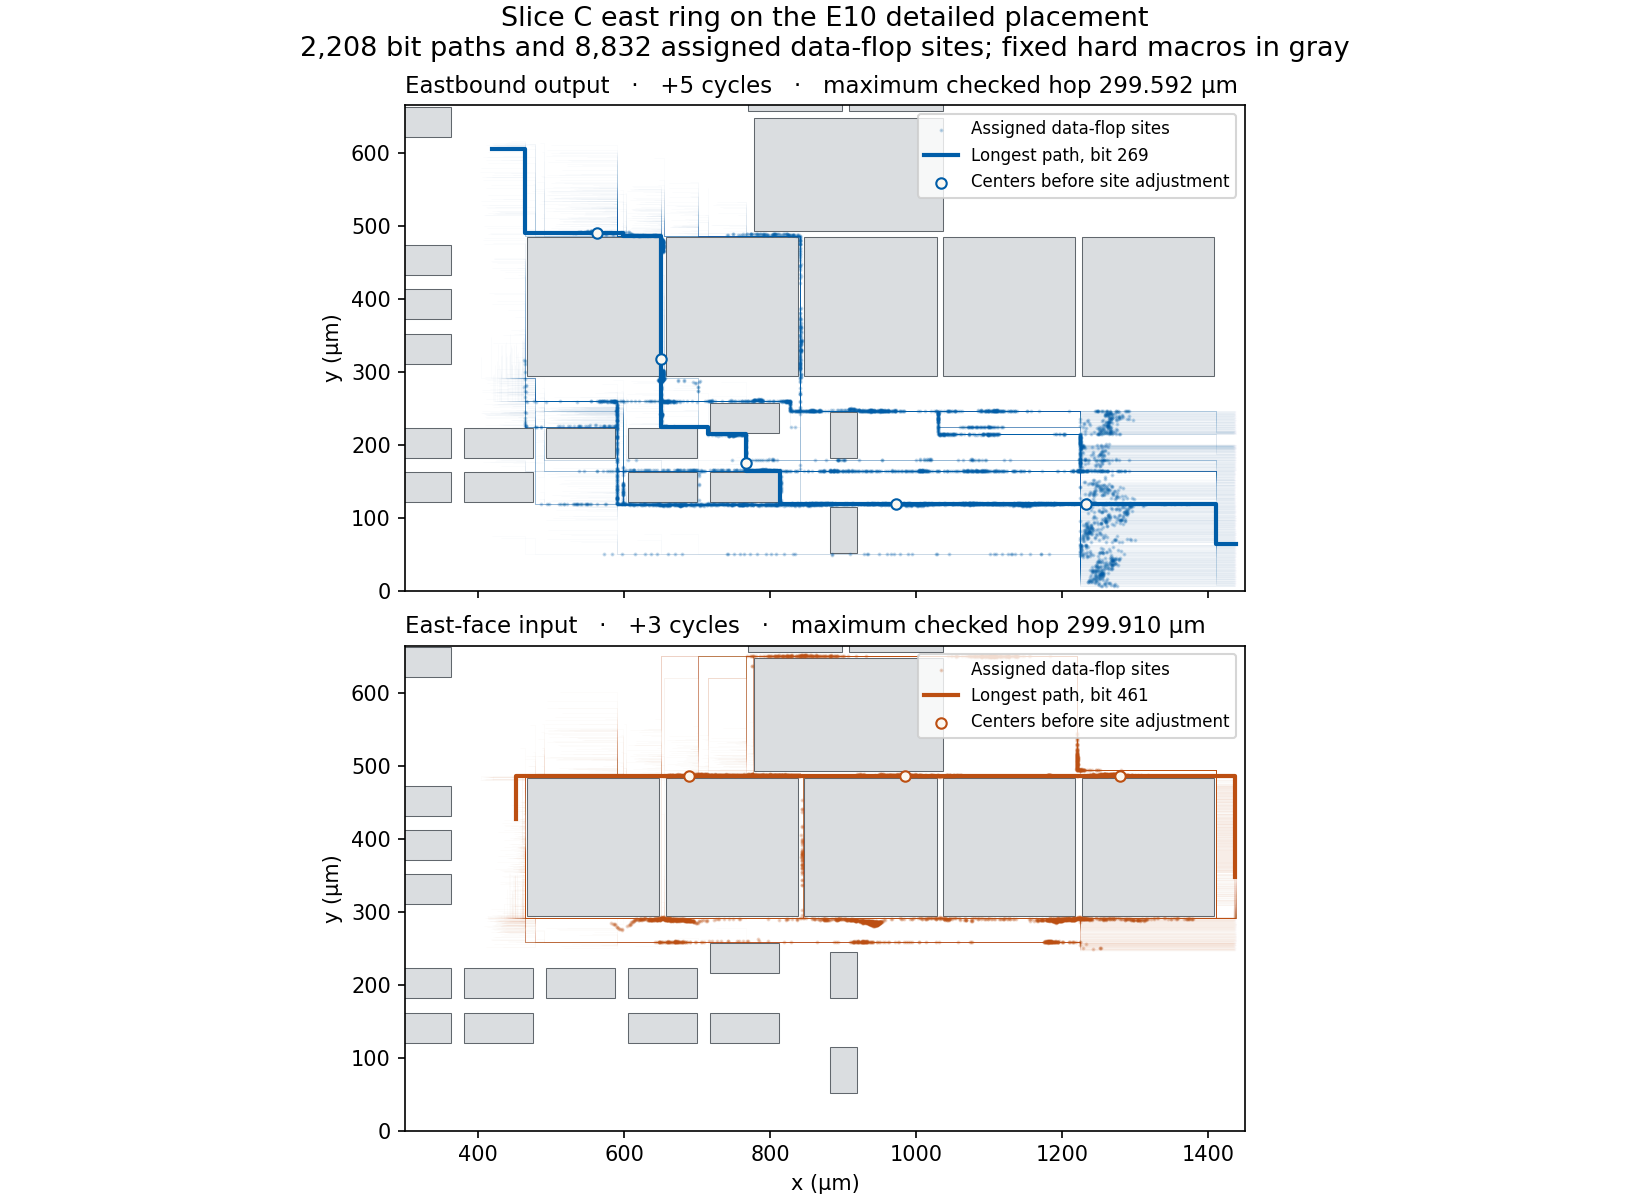 Slice C east ring on the E10 detailed placement
2,208 bit paths and 8,832 assigned data-flop sites; fixed hard macros in gray
Eastbound output · +5 cycles · maximum checked hop 299.592 µm
Assigned data-flop sites
Longest path, bit 269
Centers before site adjustment
600
500
400
300
200
100
0
y (µm)
East-face input · +3 cycles · maximum checked hop 299.910 µm
Assigned data-flop sites
Longest path, bit 461
Centers before site adjustment
600
500
400
300
200
100
0
y (µm)
400 600 800 1000 1200 1400
x (µm)